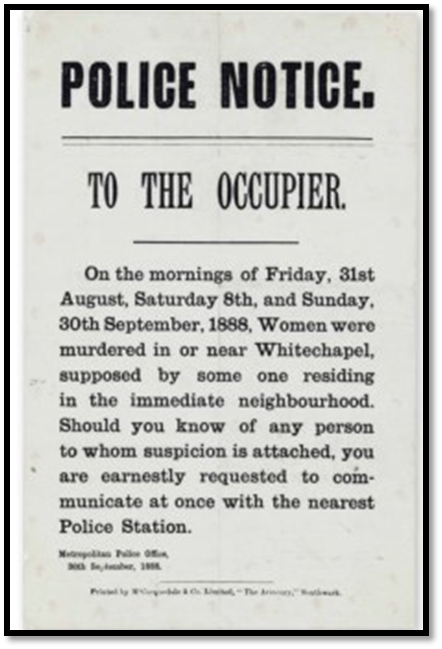 POLICE NOTICE.
TO THE OCCUPIER.
On the mornings of Friday, 31st
August, Saturday 8th, and Sunday,
30th September, 1888, Women were
murdered in or near Whitechapel,
supposed by some one residing
in the immediate neighbourhood.
Should you know of any person
to whom suspicion is attached, you
are earnestly requested to com-
municate at once with the nearest
Police Station.
Metropolitan Police Office,
30th September, 1888.
Printed by M'Corquodale & Co. Limited, "The Armoury," Southwark.